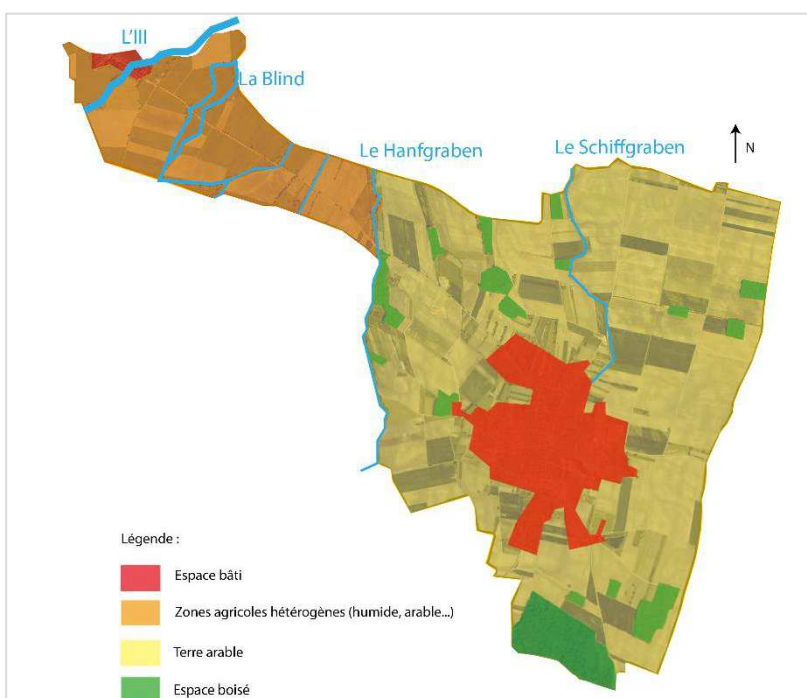 L'Ill
La Blind
Le Hanfgraben
Le Schiffgraben
N
Légende :
Espace bâti
Zones agricoles hétérogènes (humide, arable...)
Terre arable
Espace boisé